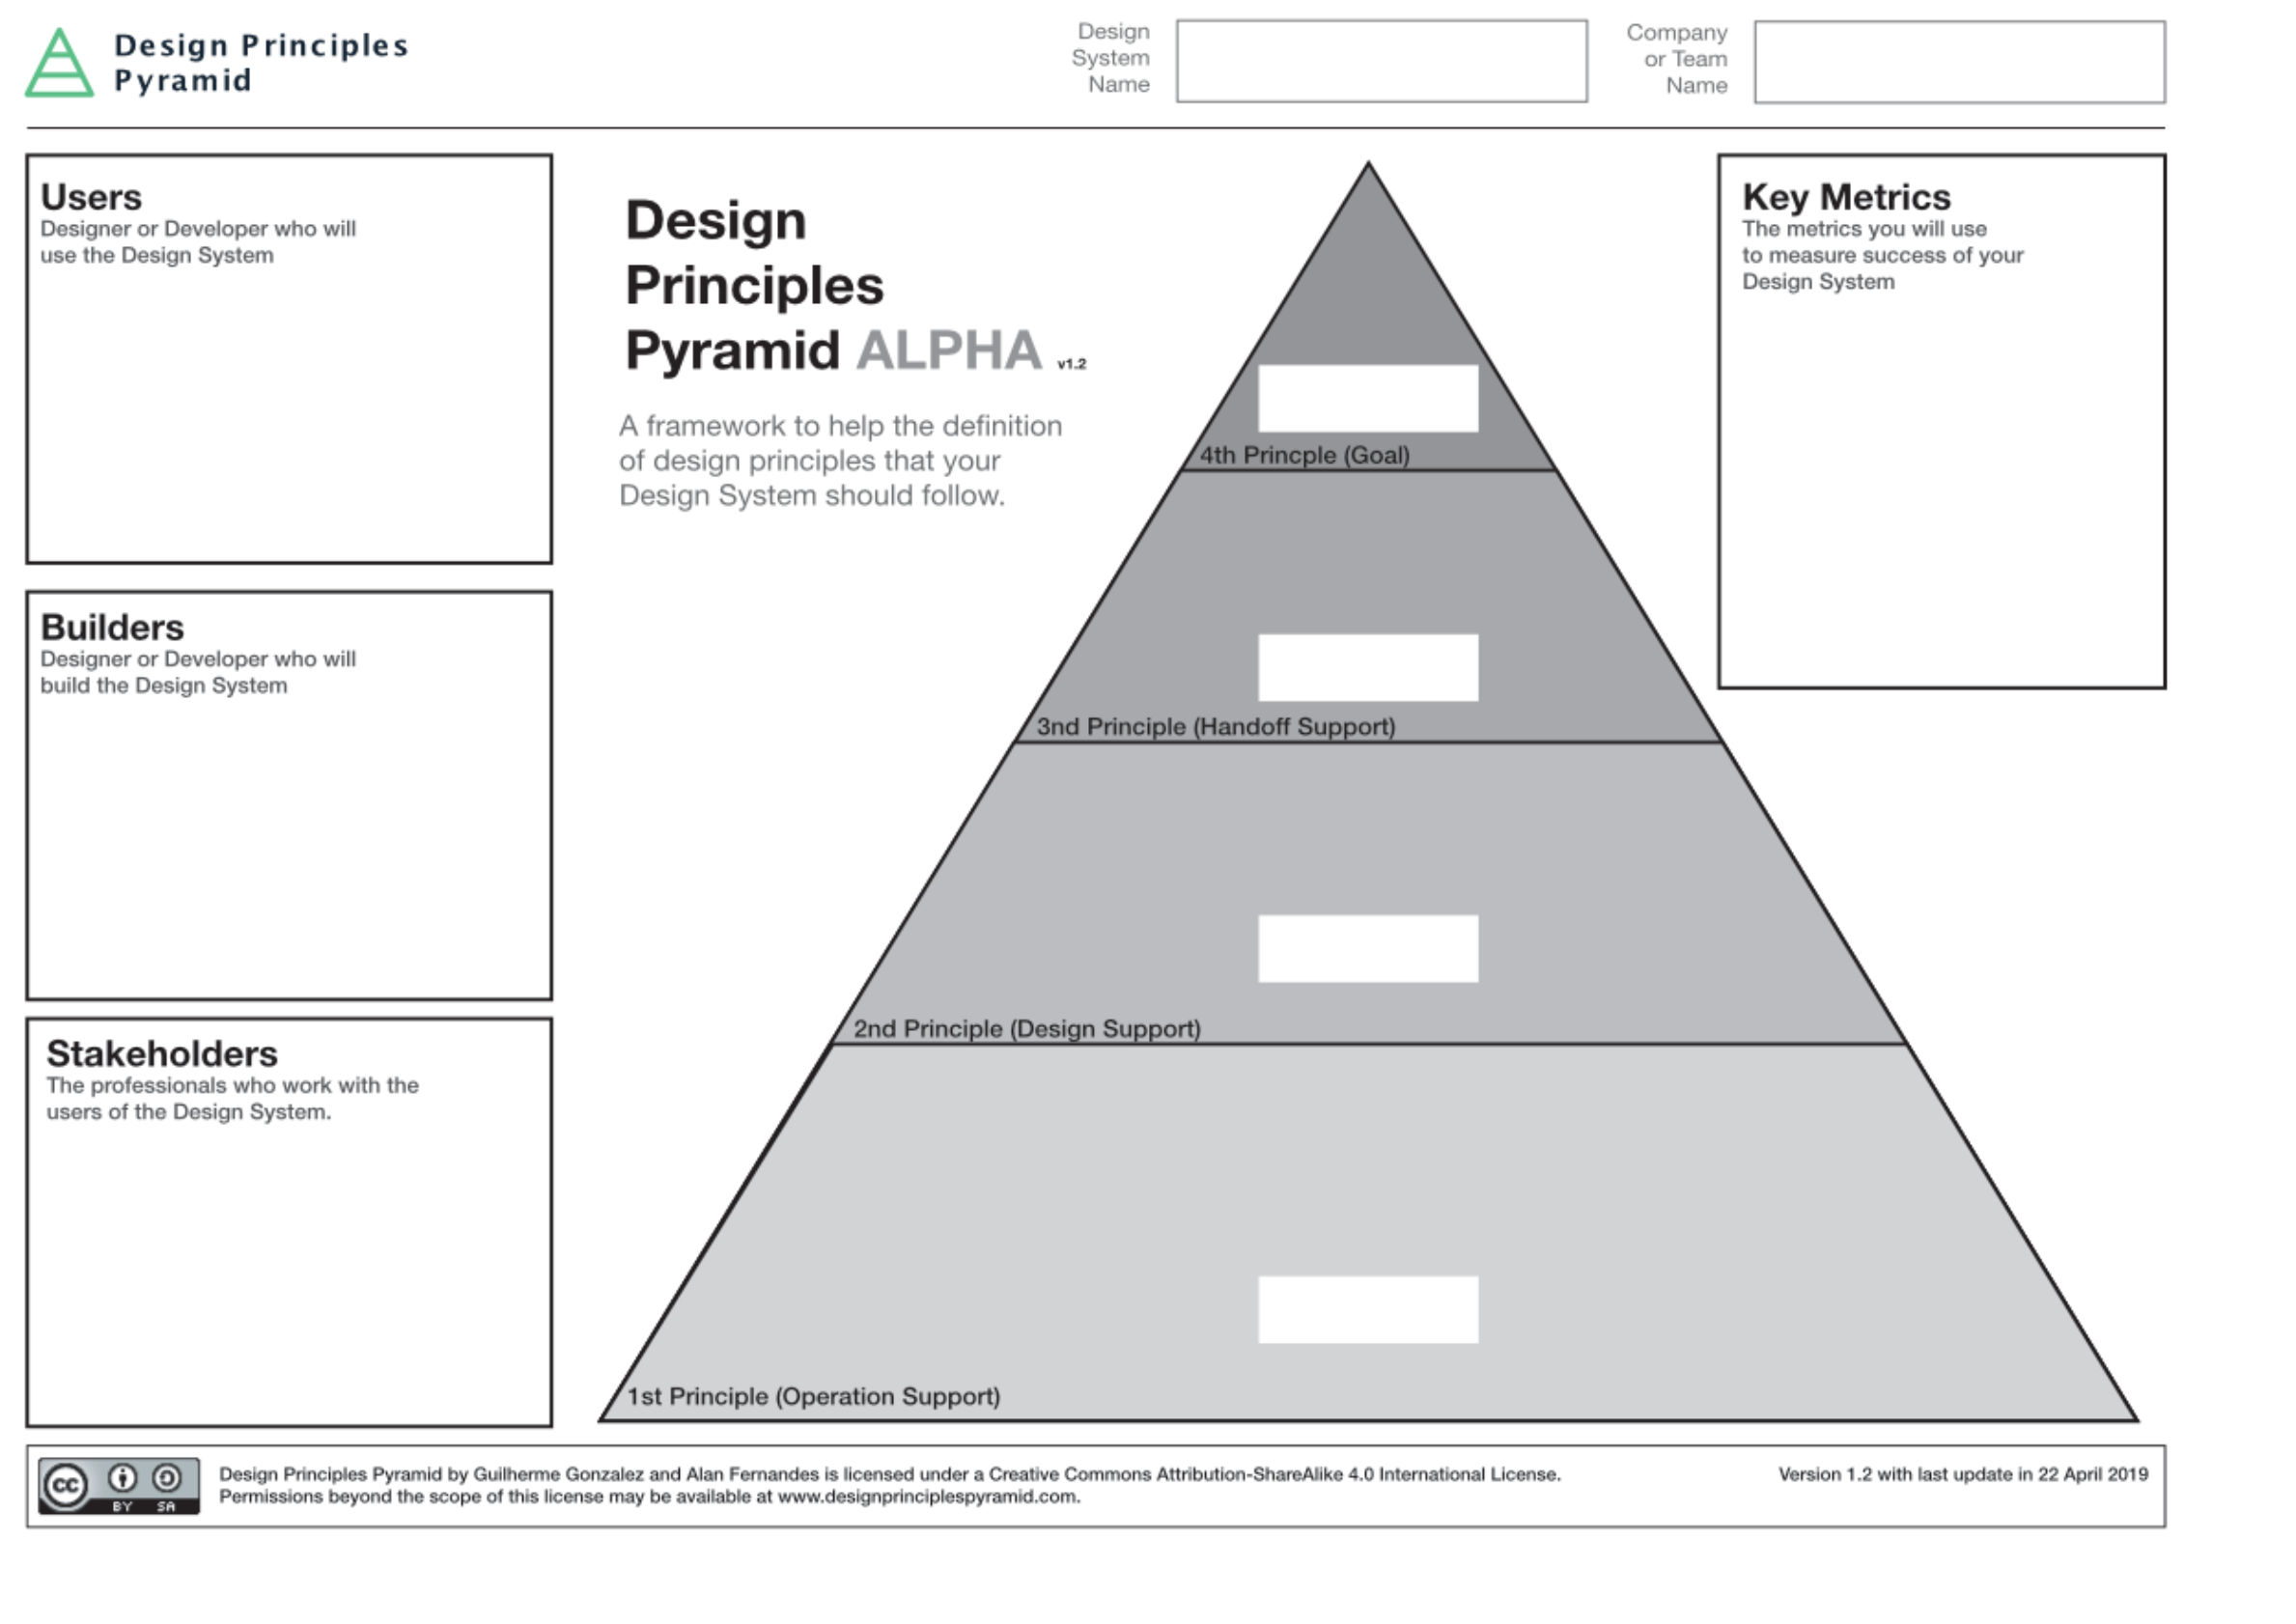 Design Principles
Pyramid
Design
System
Name
Company
or Team
Name
Users
Designer or Developer who will
use the Design System
Builders
Designer or Developer who will
build the Design System
Stakeholders
The professionals who work with the
users of the Design System.
Design
Principles
Pyramid ALPHA v1.2
A framework to help the definition
of design principles that your
Design System should follow.
4th Princple (Goal)
3nd Principle (Handoff Support)
2nd Principle (Design Support)
1st Principle (Operation Support)
Key Metrics
The metrics you will use
to measure success of your
Design System
cc BY SA
Design Principles Pyramid by Guilherme Gonzalez and Alan Fernandes is licensed under a Creative Commons Attribution-ShareAlike 4.0 International License.
Permissions beyond the scope of this license may be available at www.designprinciplespyramid.com.
Version 1.2 with last update in 22 April 2019